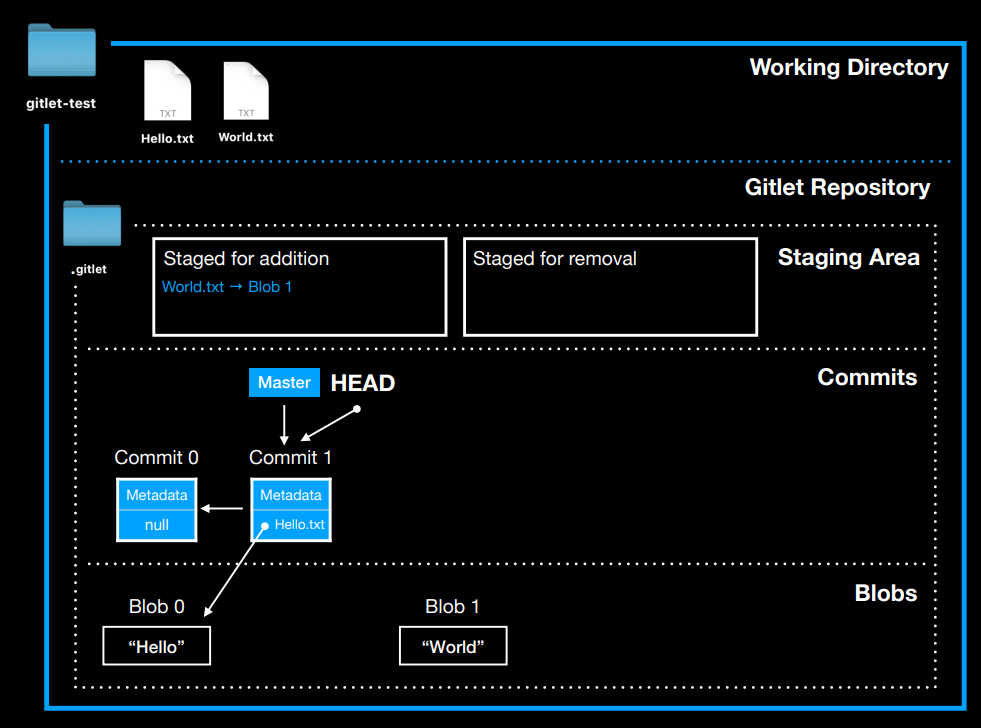 Working Directory
gitlet-test
TXT
TXT
Hello.txt
World.txt
Gitlet Repository
.gitlet
Staged for addition
World.txt → Blob 1
Staged for removal
Staging Area
Master
HEAD
Commits
Commit 0
Commit 1
Metadata
null
Metadata
Hello.txt
Blobs
Blob 0
Blob 1
“Hello”
“World”